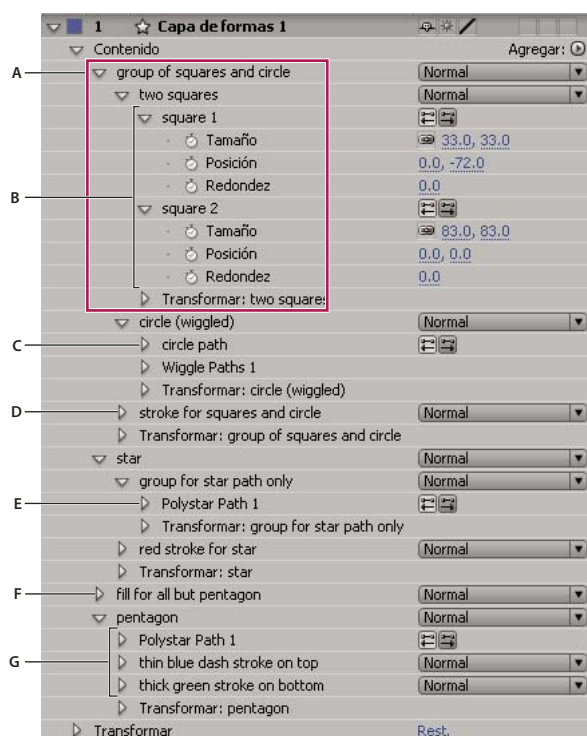 1 Capa de formas 1
Contenido Agregar:
A group of squares and circle Normal
two squares Normal
square 1
Tamaño 33.0, 33.0
Posición 0.0, -72.0
B Redondez 0.0
square 2
Tamaño 83.0, 83.0
Posición 0.0, 0.0
Redondez 0.0
Transformar: two squares
circle (wiggled) Normal
C circle path
Wiggle Paths 1
Transformar: circle (wiggled)
D stroke for squares and circle Normal
Transformar: group of squares and circle
star Normal
group for star path only Normal
E Polystar Path 1
Transformar: group for star path only
red stroke for star Normal
Transformar: star
F fill for all but pentagon Normal
pentagon Normal
Polystar Path 1
G thin blue dash stroke on top Normal
thick green stroke on bottom Normal
Transformar: pentagon
Transformar Rest.